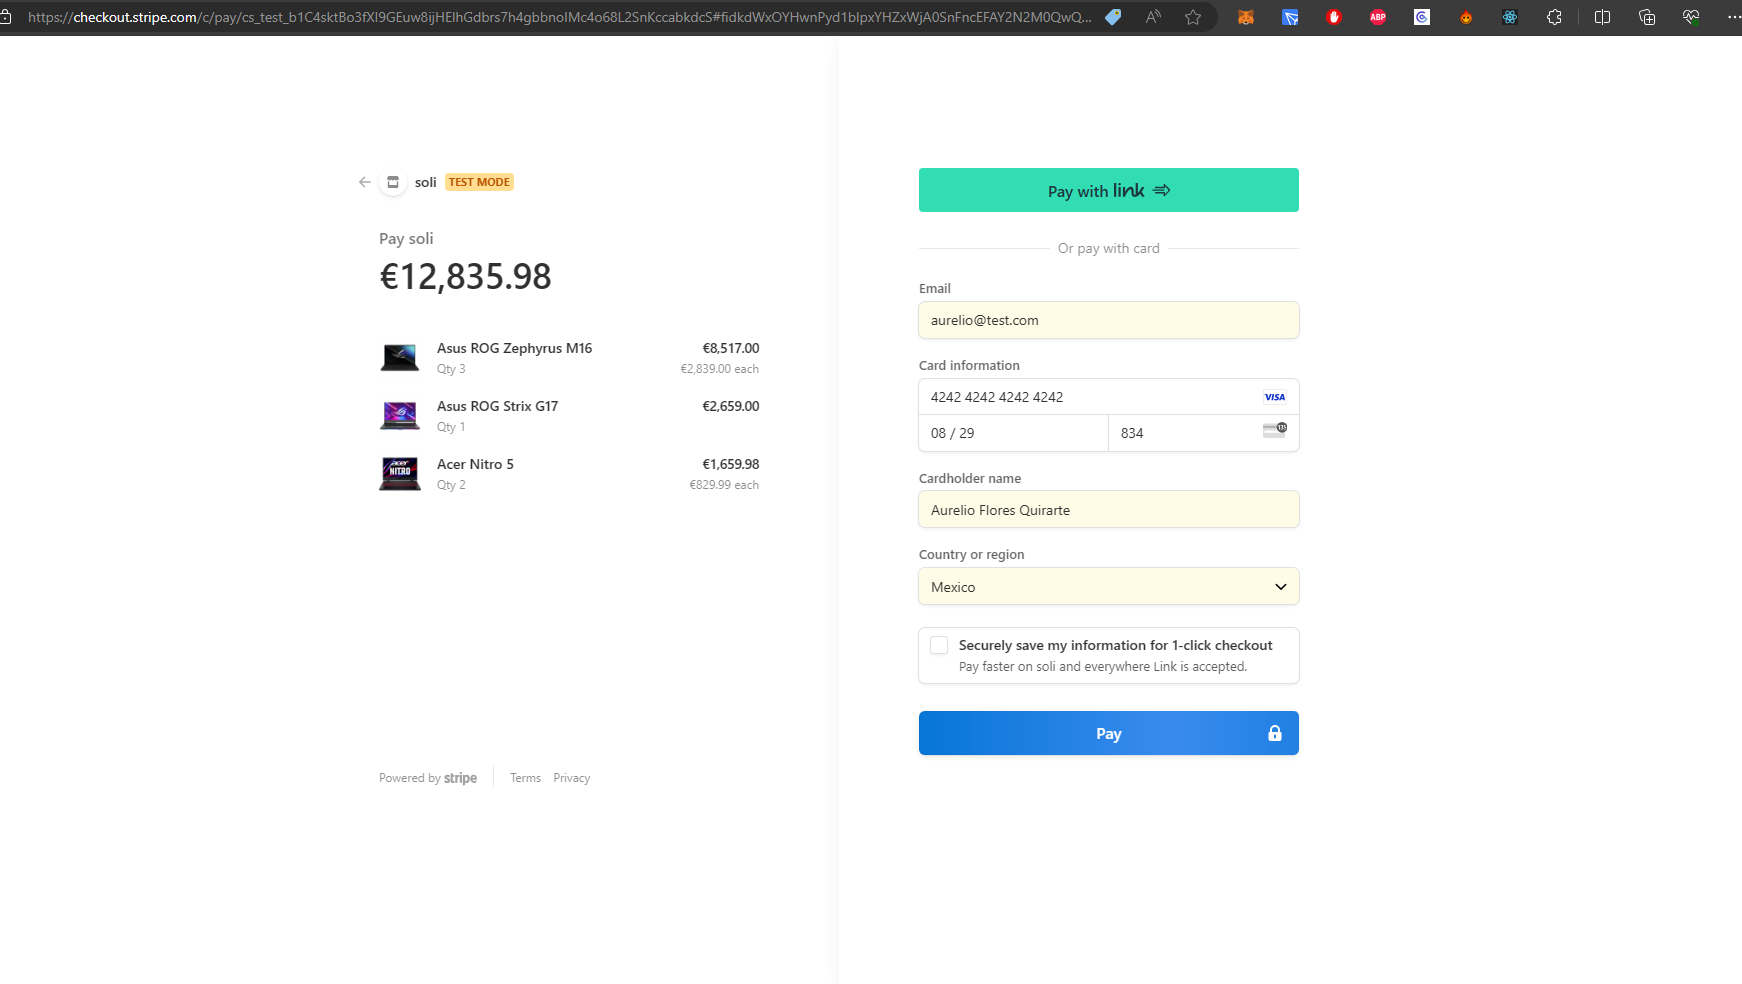 https://checkout.stripe.com/c/pay/cs_test_b1C4sktBo3fXl9GEuw8ijHElhGdbrs7h4gbbnoIMc4o68L2SnKccabkdcS#fidkdWxOYHwnPyd1blpxYHZxWjA0SnFncEFAY2N2M0QwQ...
ABP
soli TEST MODE
Pay soli
€12,835.98
Asus ROG Zephyrus M16 €8,517.00
Qty 3 €2,839.00 each
Asus ROG Strix G17 €2,659.00
Qty 1
Acer Nitro 5 €1,659.98
Qty 2 €829.99 each
acer
NITRO
Powered by stripe Terms Privacy
Pay with link
Or pay with card
Email
aurelio@test.com
Card information
4242 4242 4242 4242 VISA
08 / 29 834 135
Cardholder name
Aurelio Flores Quirarte
Country or region
Mexico
Securely save my information for 1-click checkout
Pay faster on soli and everywhere Link is accepted.
Pay